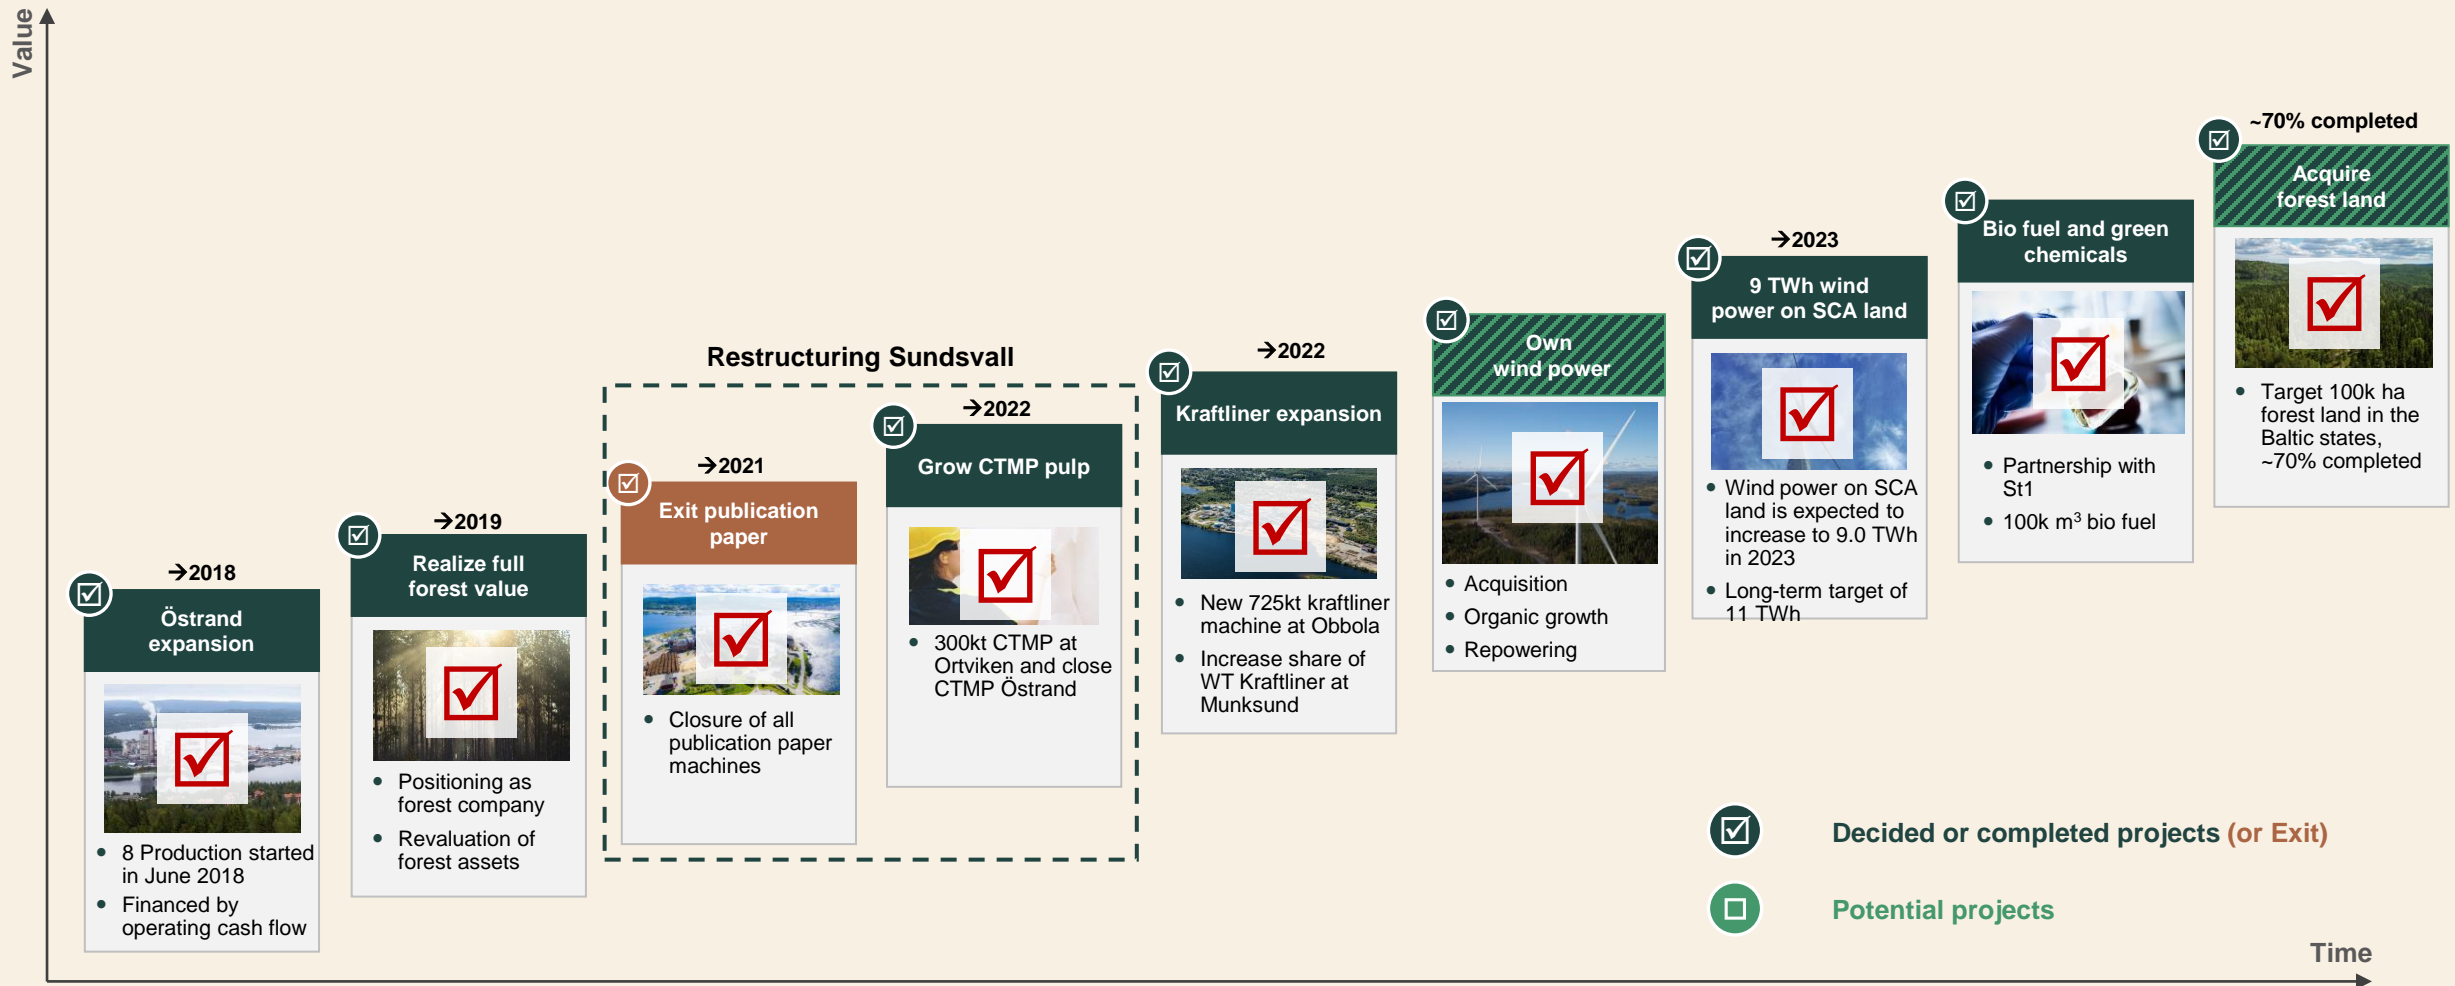 Value
→2018
Östrand
expansion
• 8 Production started
in June 2018
• Financed by
operating cash flow
→2019
Realize full
forest value
• Positioning as
forest company
• Revaluation of
forest assets
Restructuring Sundsvall
→2021
Exit publication
paper
• Closure of all
publication paper
machines
→2022
Grow CTMP pulp
• 300kt CTMP at
Ortviken and close
CTMP Östrand
→2022
Kraftliner expansion
• New 725kt kraftliner
machine at Obbola
• Increase share of
WT Kraftliner at
Munksund
Own
wind power
• Acquisition
• Organic growth
• Repowering
→2023
9 TWh wind
power on SCA land
• Wind power on SCA
land is expected to
increase to 9.0 TWh
in 2023
• Long-term target of
11 TWh
Bio fuel and green
chemicals
• Partnership with
St1
• 100k m³ bio fuel
~70% completed
Acquire
forest land
• Target 100k ha
forest land in the
Baltic states,
~70% completed
Decided or completed projects (or Exit)
Potential projects
Time